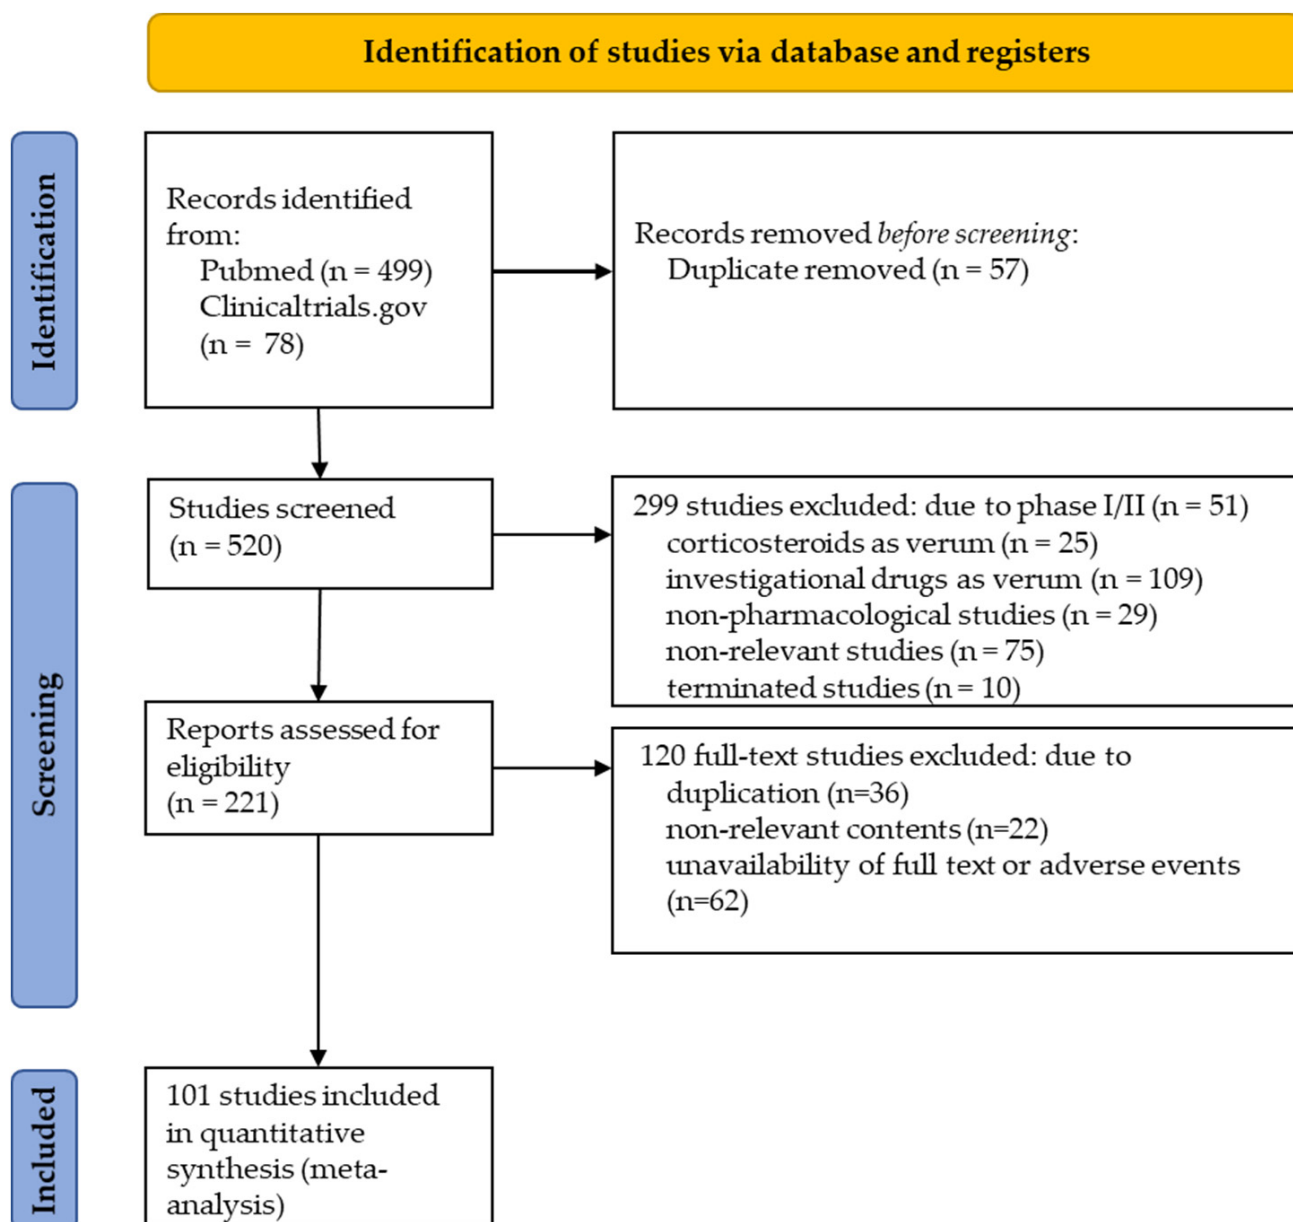 Identification of studies via database and registers
Identification
Records identified
from:
Pubmed (n = 499)
Clinicaltrials.gov
(n = 78)
Records removed before screening:
Duplicate removed (n = 57)
Screening
Studies screened
(n = 520)
299 studies excluded: due to phase I/II (n = 51)
corticosteroids as verum (n = 25)
investigational drugs as verum (n = 109)
non-pharmacological studies (n = 29)
non-relevant studies (n = 75)
terminated studies (n = 10)
Reports assessed for
eligibility
(n = 221)
120 full-text studies excluded: due to
duplication (n=36)
non-relevant contents (n=22)
unavailability of full text or adverse events
(n=62)
Included
101 studies included
in quantitative
synthesis (meta-
analysis)